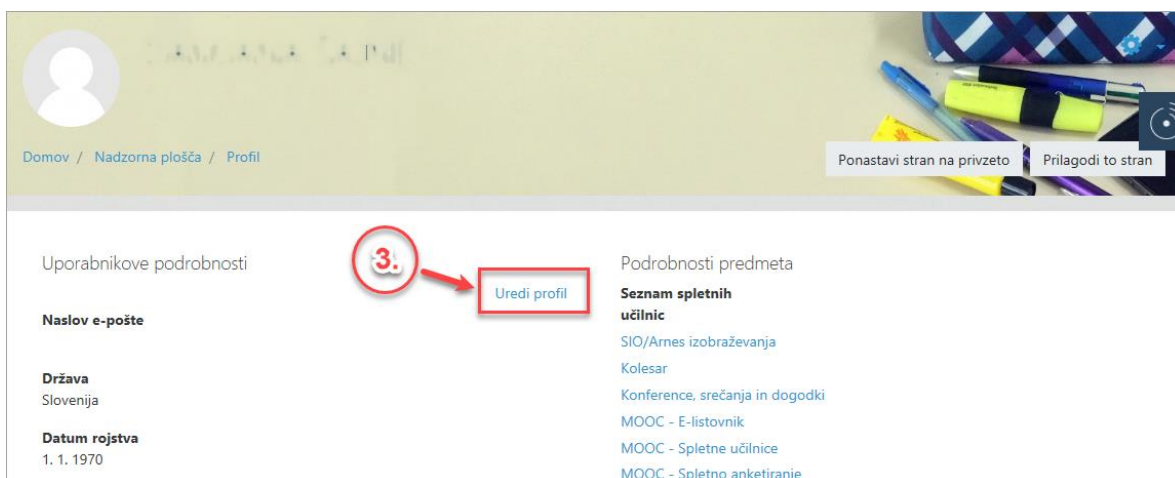 Domov / Nadzorna plošča / Profil
Ponastavi stran na privzeto
Prilagodi to stran
Uporabnikove podrobnosti
3.
Uredi profil
Naslov e-pošte
Država
Slovenija
Datum rojstva
1. 1. 1970
Podrobnosti predmeta
Seznam spletnih
učilnic
SIO/Arnes izobraževanja
Kolesar
Konference, srečanja in dogodki
MOOC - E-listovnik
MOOC - Spletne učilnice
MOOC - Spletno anketiranje